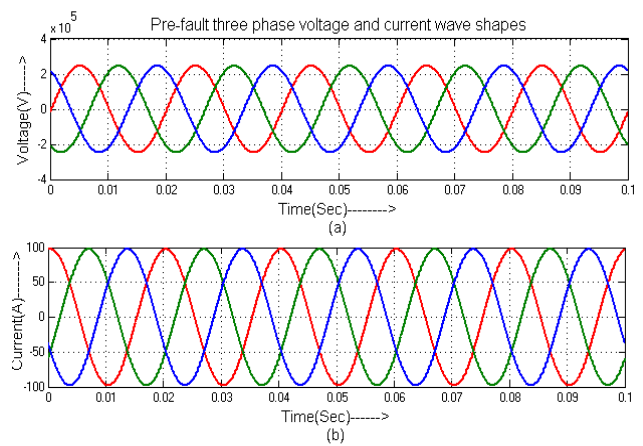 Pre-fault three phase voltage and current wave shapes
x 10^5
4
2
0
-2
-4
Voltage(V)---->
0 0.01 0.02 0.03 0.04 0.05 0.06 0.07 0.08 0.09 0.1
Time(Sec)-------->
(a)
100
50
0
-50
-100
Current(A)------->
0 0.01 0.02 0.03 0.04 0.05 0.06 0.07 0.08 0.09 0.1
Time(Sec)------>
(b)